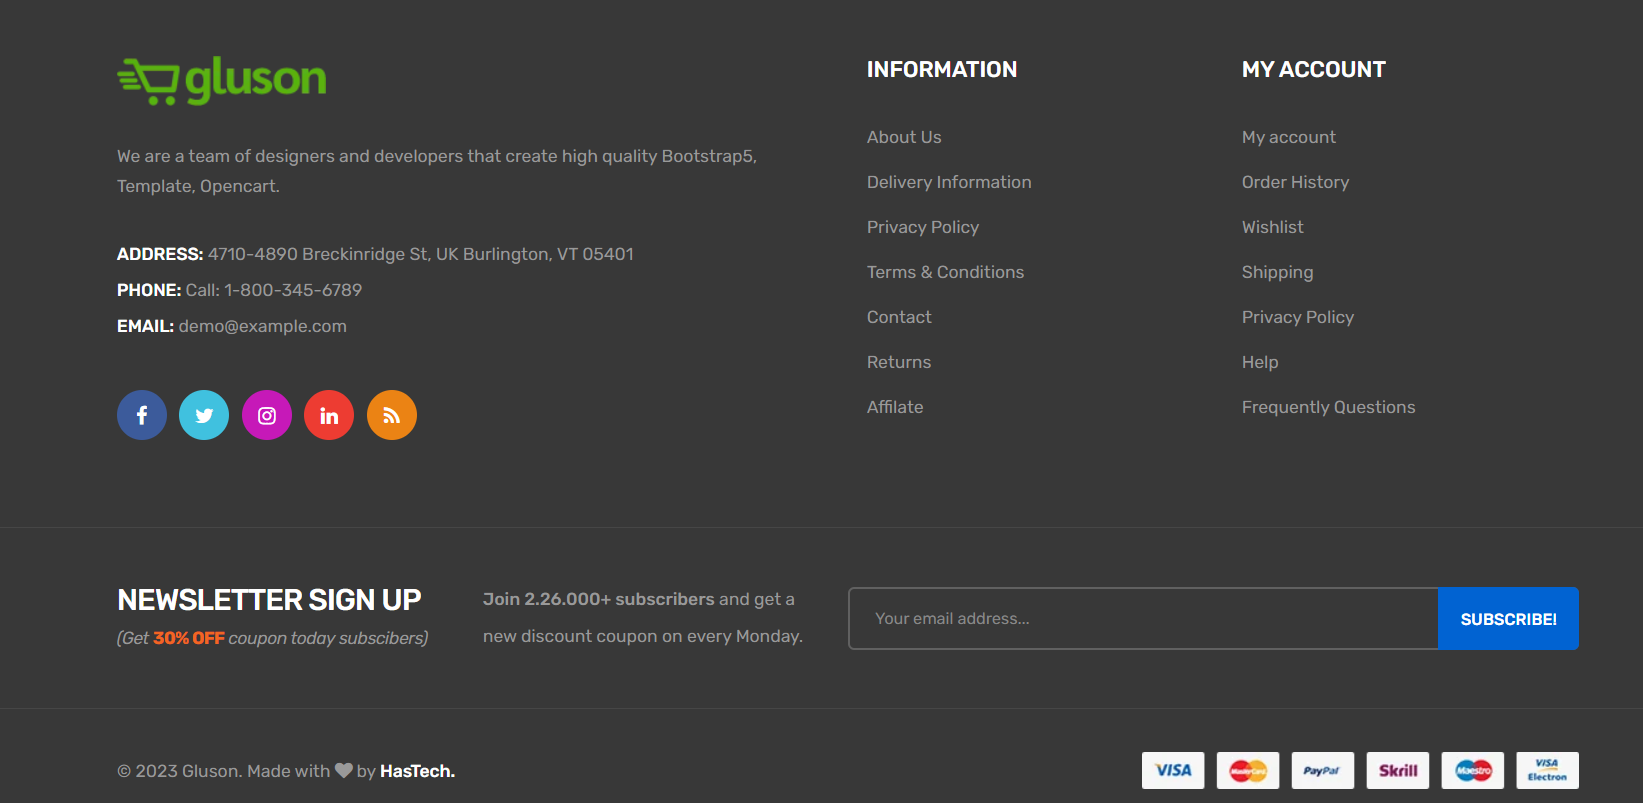 gluson
We are a team of designers and developers that create high quality Bootstrap5,
Template, Opencart.
ADDRESS: 4710-4890 Breckinridge St, UK Burlington, VT 05401
PHONE: Call: 1-800-345-6789
EMAIL: demo@example.com
INFORMATION
About Us
Delivery Information
Privacy Policy
Terms & Conditions
Contact
Returns
Affilate
MY ACCOUNT
My account
Order History
Wishlist
Shipping
Privacy Policy
Help
Frequently Questions
NEWSLETTER SIGN UP
(Get 30% OFF coupon today subscibers)
Join 2.26.000+ subscribers and get a
new discount coupon on every Monday.
Your email address...
SUBSCRIBE!
© 2023 Gluson. Made with ♥ by HasTech.
VISA
MasterCard
PayPal
Skrill
Maestro
VISA
Electron